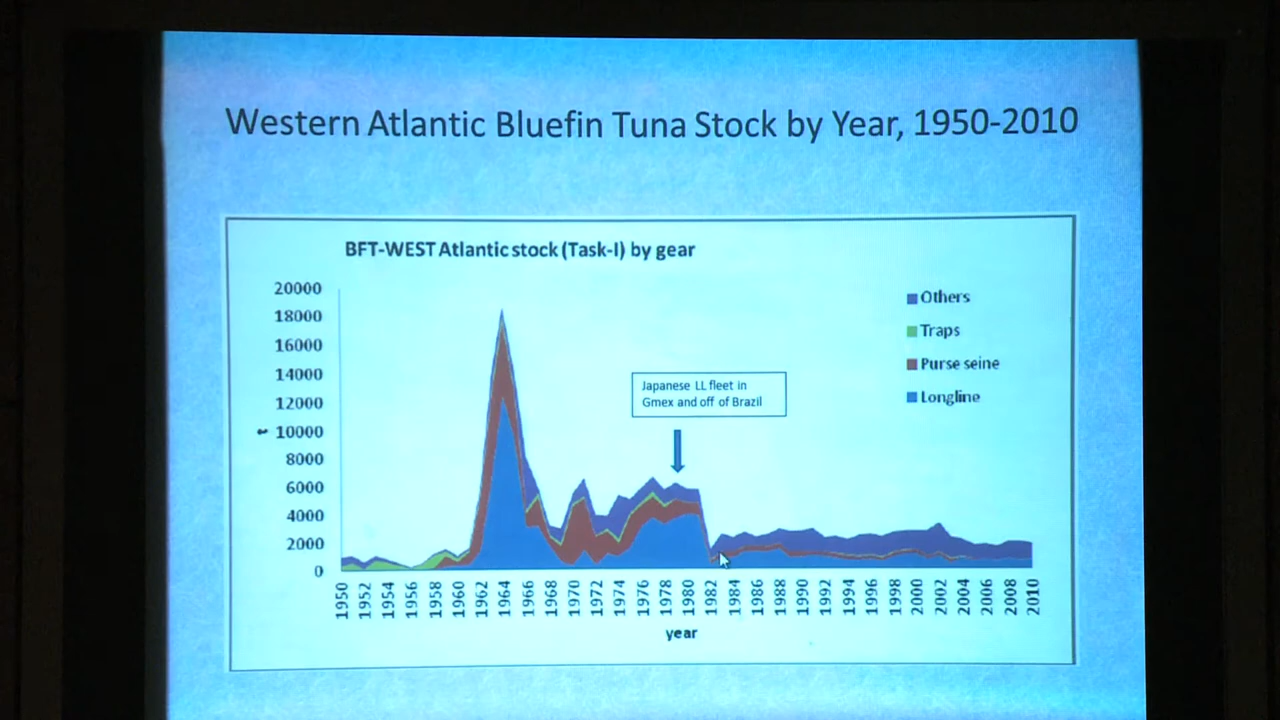 Western Atlantic Bluefin Tuna Stock by Year, 1950-2010
BFT-WEST Atlantic stock (Task-I) by gear
20000
18000
16000
14000
12000
10000
8000
6000
4000
2000
0
t
Others
Traps
Purse seine
Longline
Japanese LL fleet in
Gmex and off of Brazil
1950 1952 1954 1956 1958 1960 1962 1964 1966 1968 1970 1972 1974 1976 1978 1980 1982 1984 1986 1988 1990 1992 1994 1996 1998 2000 2002 2004 2006 2008 2010
year